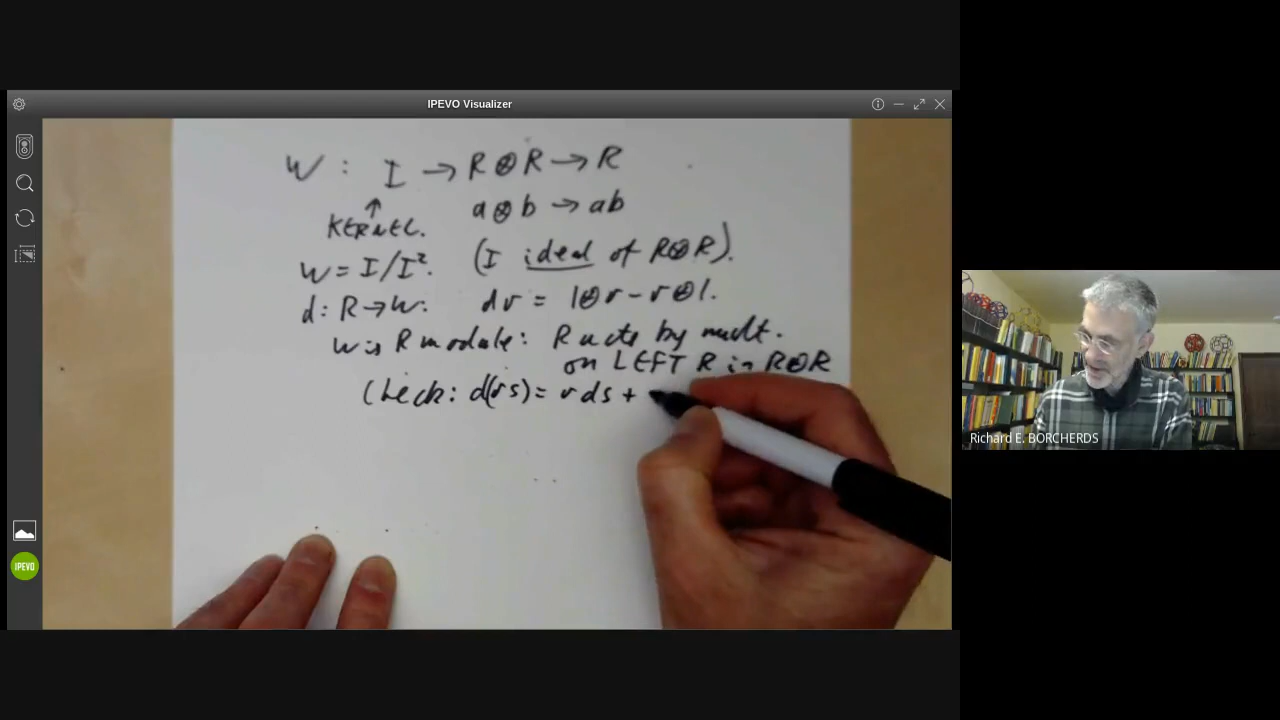 IPEVO Visualizer
W : I → R ⊗ R → R
↑
KERNEL. a ⊗ b → ab
W = I/I². (I ideal of R⊗R).
d: R → W. dr = 1⊗r − r⊗1.
W is R module: R acts by mult.
on LEFT R in R⊗R
Check: d(rs) = r ds +
IPEVO
Richard E. BORCHERDS